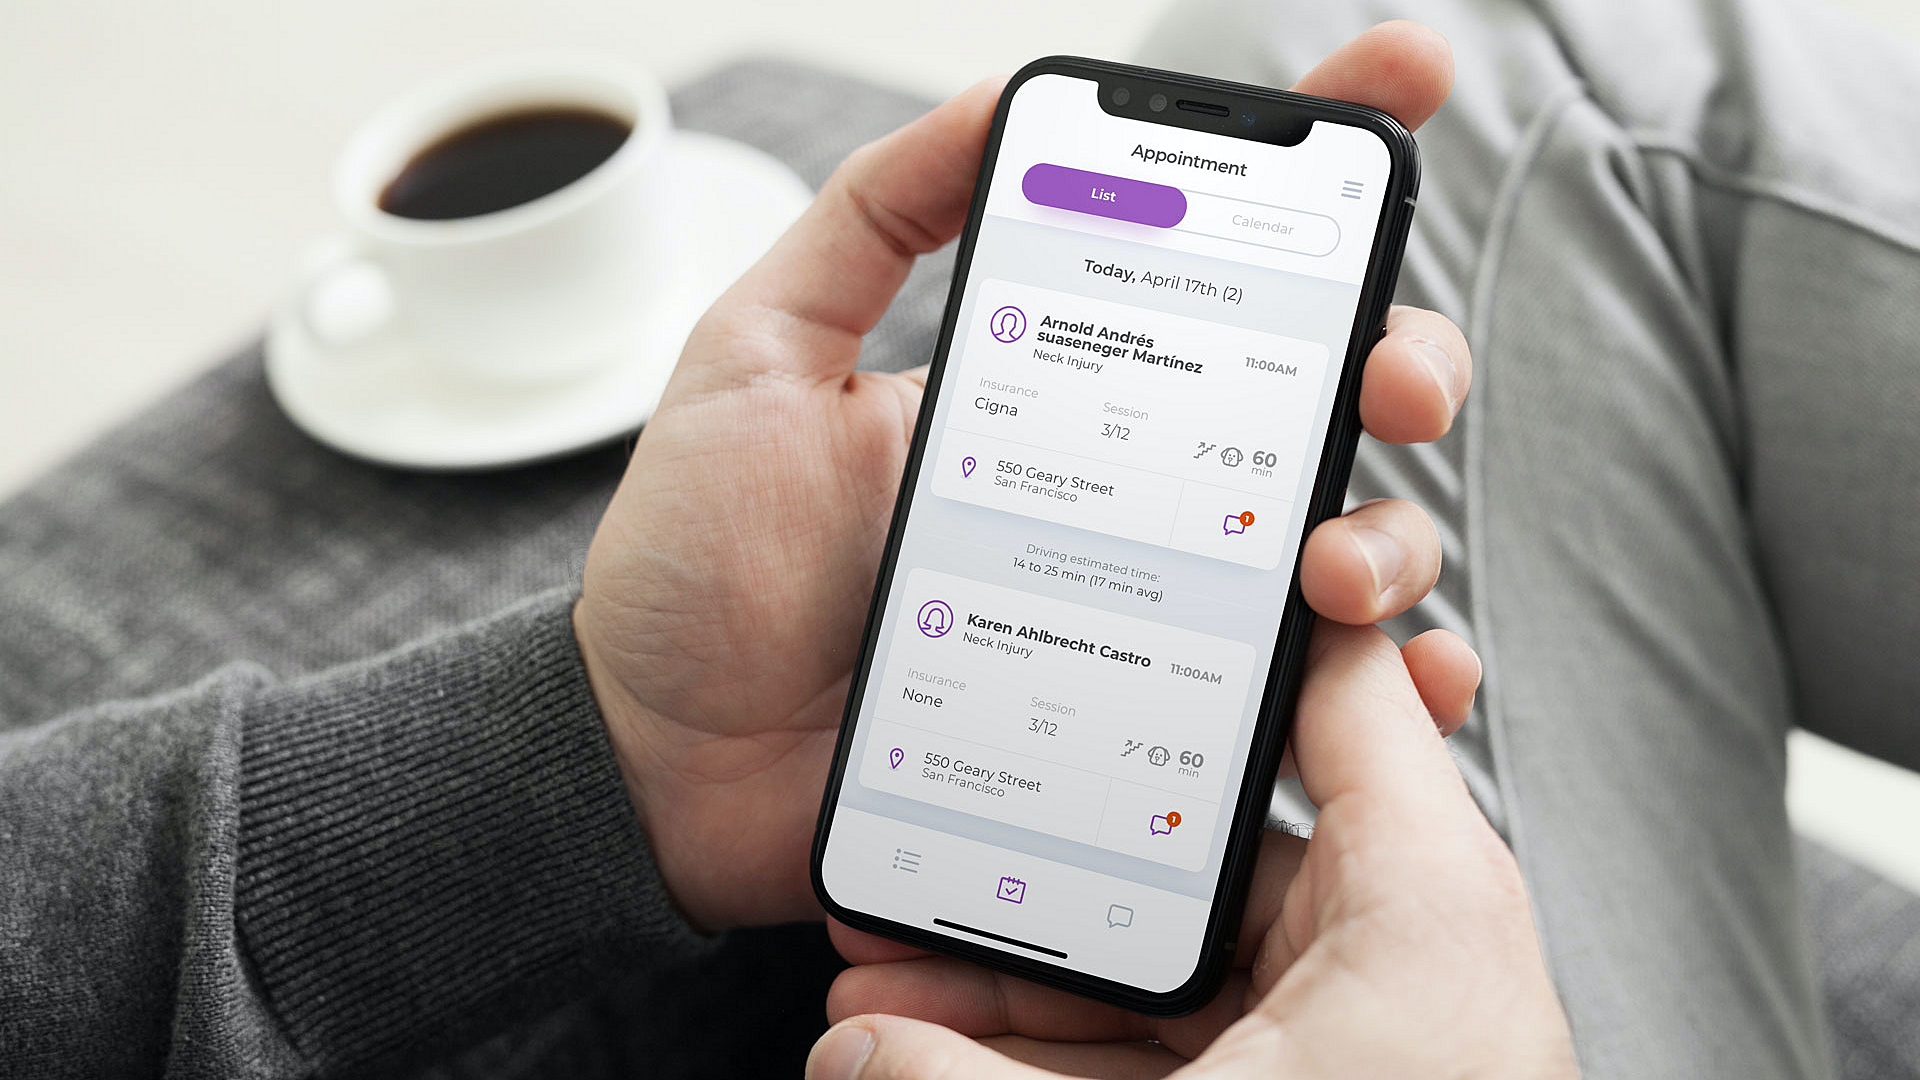 Appointment
List
Calendar
Today, April 17th (2)
Arnold Andrés
suaseneger Martínez
11:00AM
Neck Injury
Insurance
Cigna
Session
3/12
60
min
550 Geary Street
San Francisco
1
Driving estimated time:
14 to 25 min (17 min avg)
Karen Ahlbrecht Castro
11:00AM
Neck Injury
Insurance
None
Session
3/12
60
min
550 Geary Street
San Francisco
1